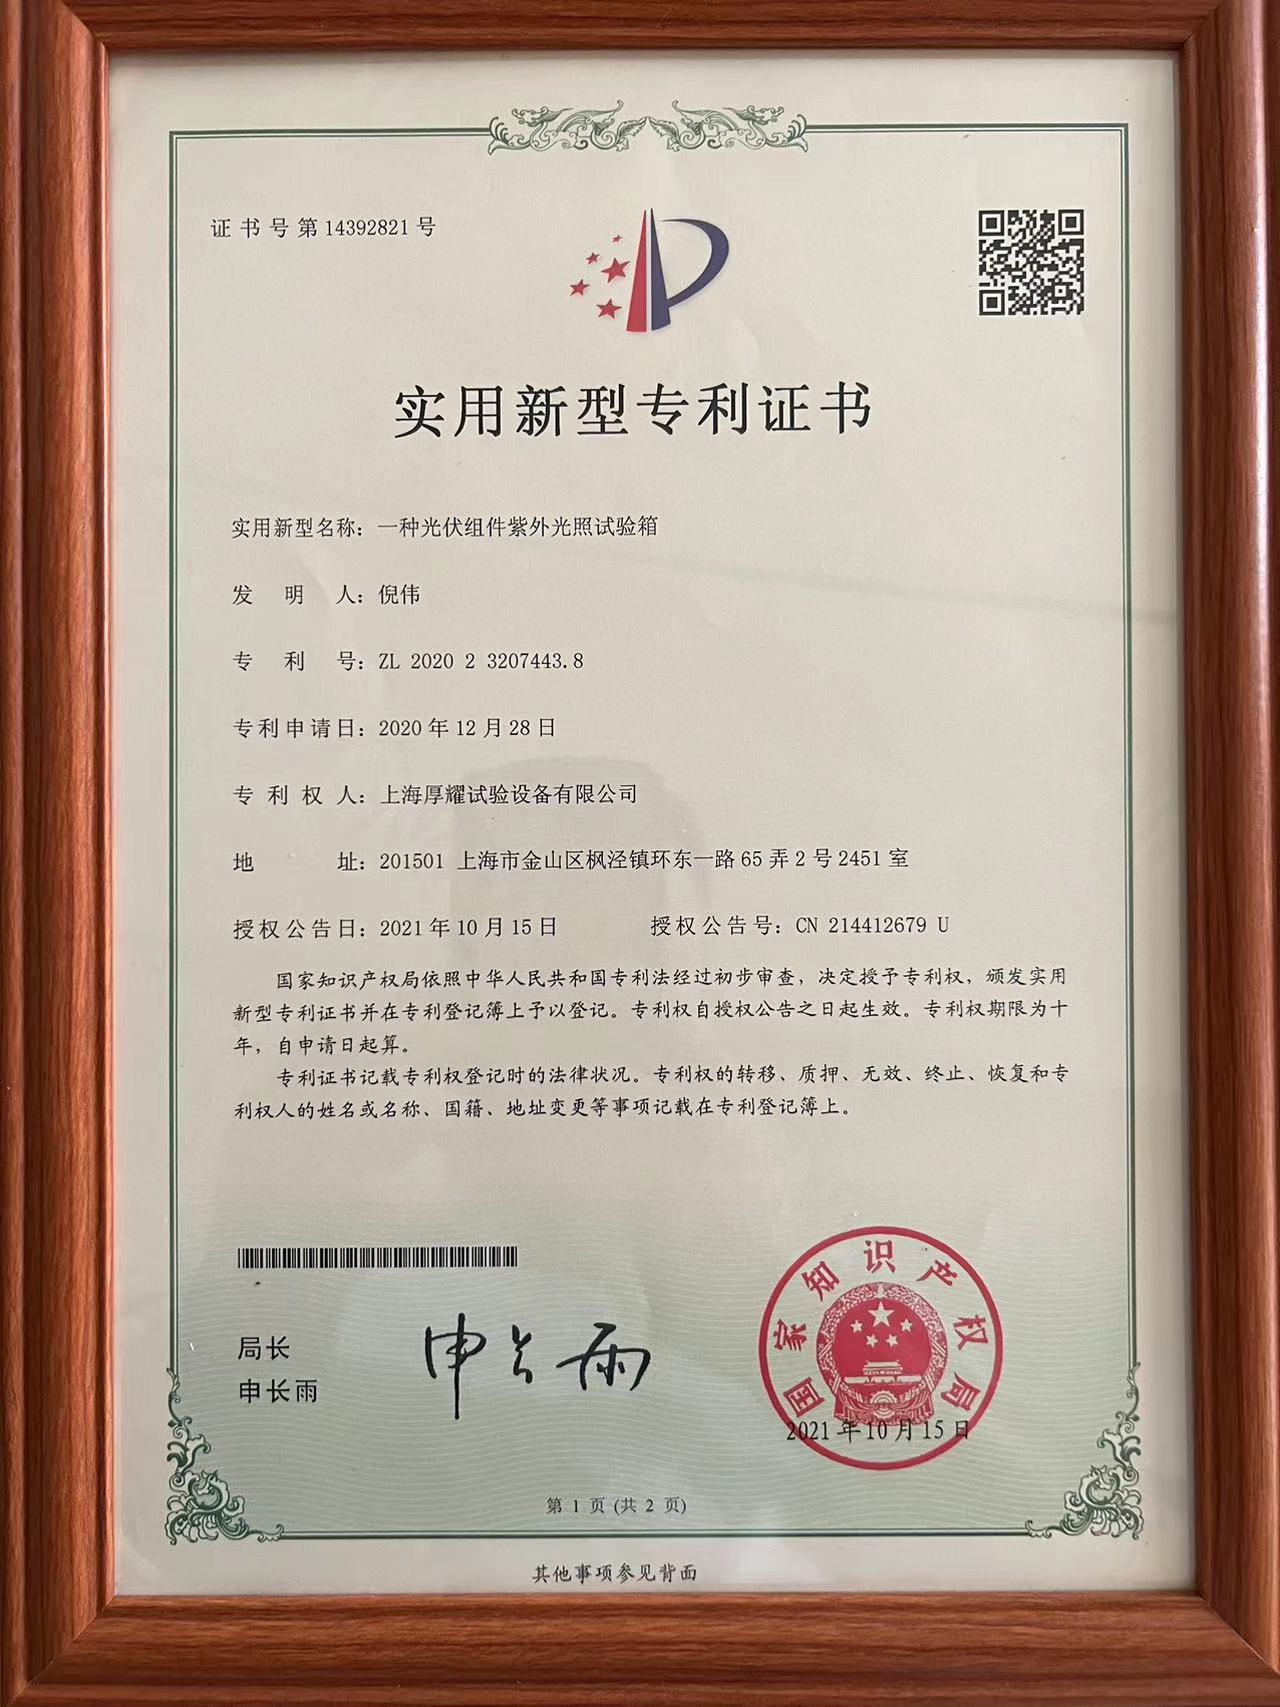 证书号第14392821号
实用新型专利证书
实用新型名称：一种光伏组件紫外光照试验箱
发明人：倪伟
专利号：ZL 2020 2 3207443.8
专利申请日：2020年12月28日
专利权人：上海厚耀试验设备有限公司
地址：201501 上海市金山区枫泾镇环东一路65弄2号2451室
授权公告日：2021年10月15日 授权公告号：CN 214412679 U
国家知识产权局依照中华人民共和国专利法经过初步审查，决定授予专利权，颁发实用
新型专利证书并在专利登记簿上予以登记。专利权自授权公告之日起生效。专利权期限为十
年，自申请日起算。
专利证书记载专利权登记时的法律状况。专利权的转移、质押、无效、终止、恢复和专
利权人的姓名或名称、国籍、地址变更等事项记载在专利登记簿上。
局长
申长雨
申长雨
国家知识产权局
2021年10月15日
第 1 页 (共 2 页)
其他事项参见背面